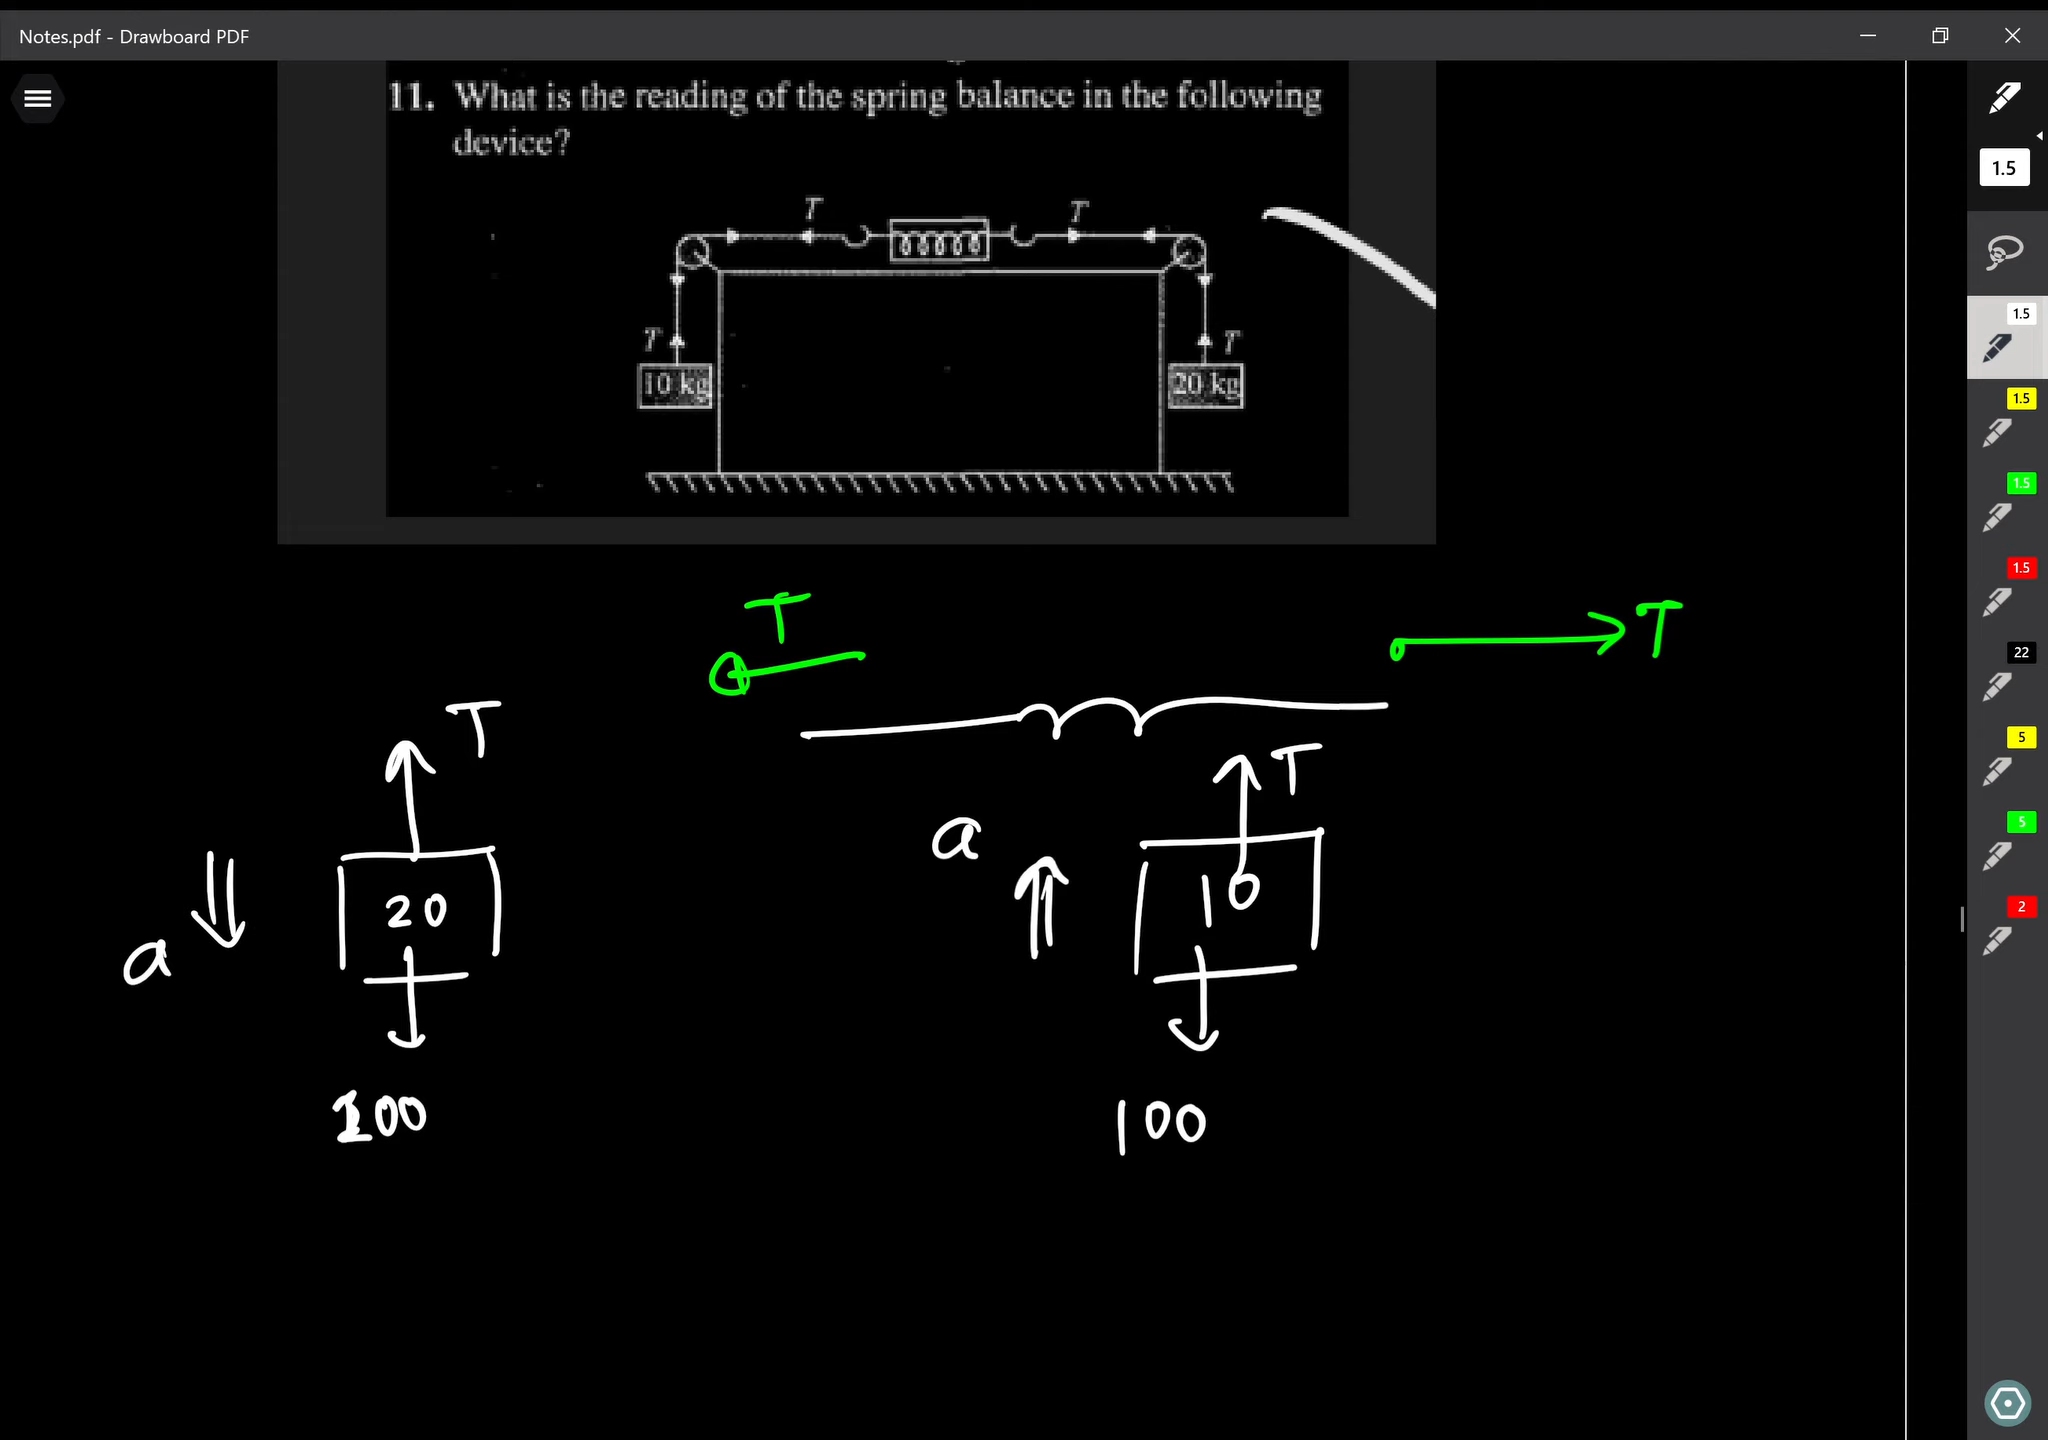 Notes.pdf - Drawboard PDF
11. What is the reading of the spring balance in the following
device?
T
T
T
T
10 kg
20 kg
T
T
T
T
a
a
20
10
200
100
1.5
1.5
1.5
1.5
1.5
22
5
5
2